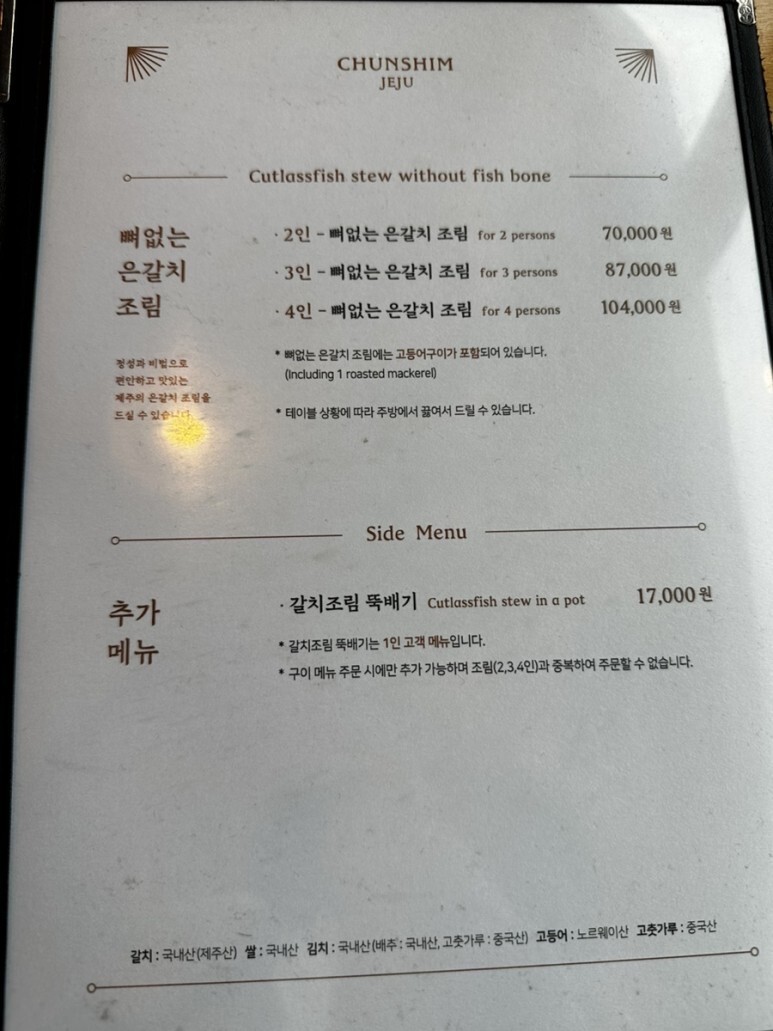 CHUNSHIM
JEJU
Cutlassfish stew without fish bone
뼈없는
은갈치
조림
· 2인 - 뼈없는 은갈치 조림 for 2 persons 70,000원
· 3인 - 뼈없는 은갈치 조림 for 3 persons 87,000원
· 4인 - 뼈없는 은갈치 조림 for 4 persons 104,000원
정성과 비법으로
편안하고 맛있는
제주의 은갈치 조림을
드실 수 있습니다.
* 뼈없는 은갈치 조림에는 고등어구이가 포함되어 있습니다.
(Including 1 roasted mackerel)
* 테이블 상황에 따라 주방에서 끓여서 드릴 수 있습니다.
Side Menu
추가
메뉴
· 갈치조림 뚝배기 Cutlassfish stew in a pot 17,000원
* 갈치조림 뚝배기는 1인 고객 메뉴입니다.
* 구이 메뉴 주문 시에만 추가 가능하며 조림(2,3,4인)과 중복하여 주문할 수 없습니다.
갈치 : 국내산(제주산) 쌀 : 국내산 김치 : 국내산(배추 : 국내산, 고춧가루 : 중국산) 고등어 : 노르웨이산 고춧가루 : 중국산